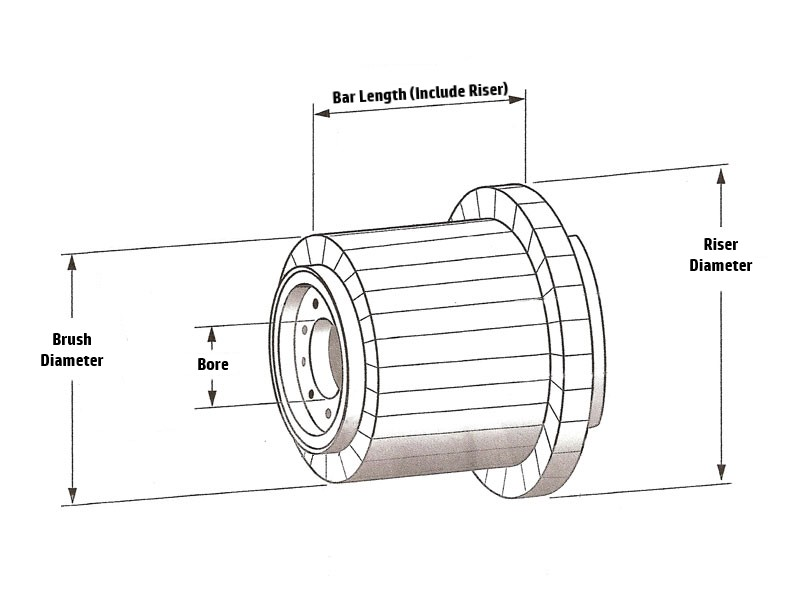 Bar Length (Include Riser)
Riser
Diameter
Brush
Diameter
Bore